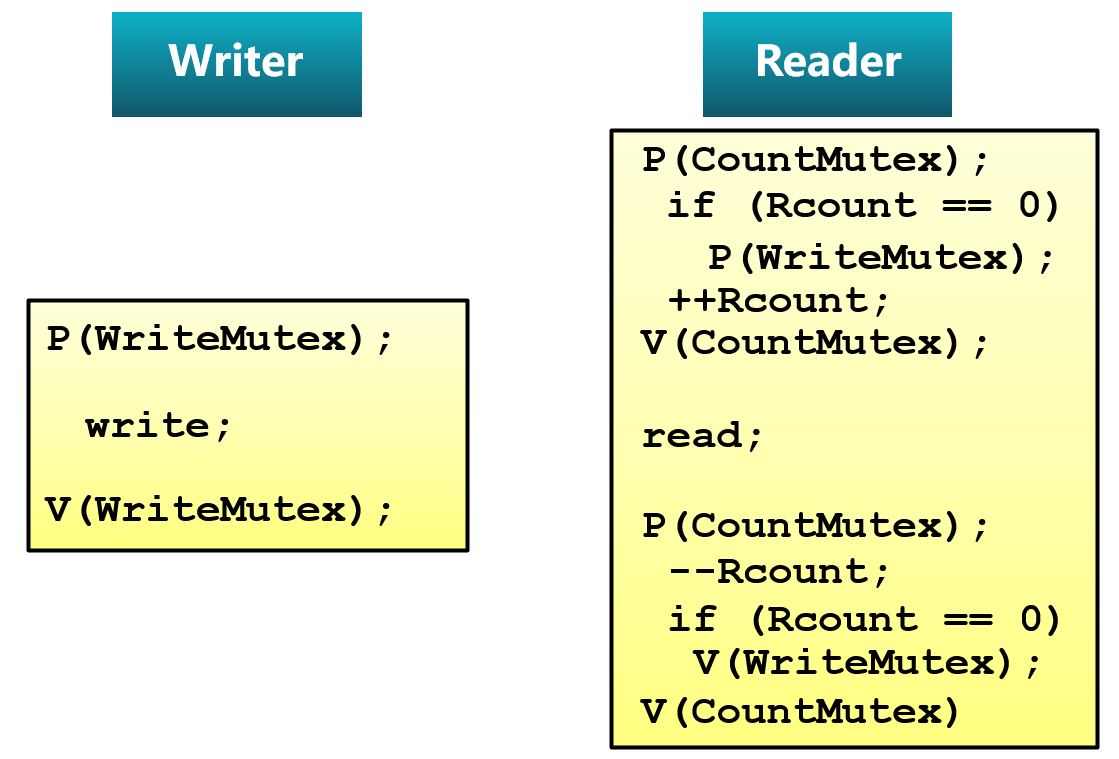 Writer
P(WriteMutex);
write;
V(WriteMutex);
Reader
P(CountMutex);
if (Rcount == 0)
P(WriteMutex);
++Rcount;
V(CountMutex);
read;
P(CountMutex);
--Rcount;
if (Rcount == 0)
V(WriteMutex);
V(CountMutex)